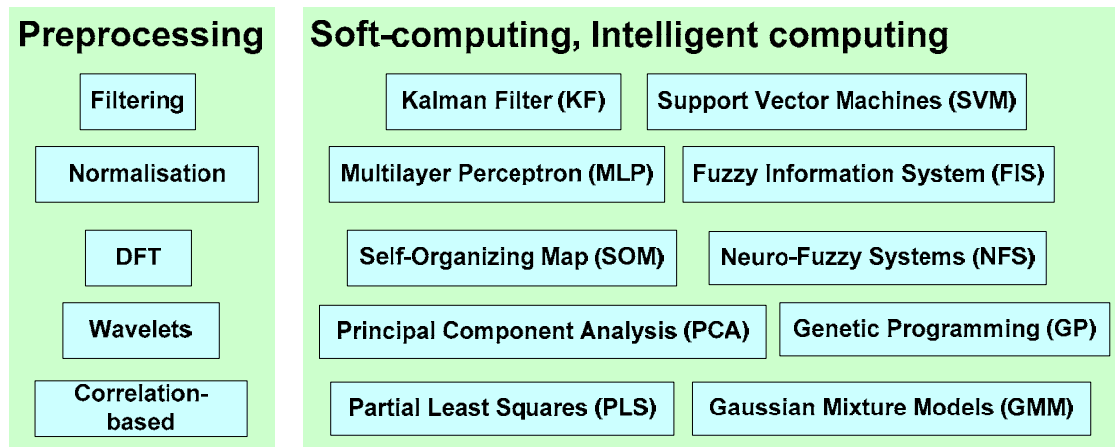 Preprocessing
Filtering
Normalisation
DFT
Wavelets
Correlation-
based
Soft-computing, Intelligent computing
Kalman Filter (KF)
Support Vector Machines (SVM)
Multilayer Perceptron (MLP)
Fuzzy Information System (FIS)
Self-Organizing Map (SOM)
Neuro-Fuzzy Systems (NFS)
Principal Component Analysis (PCA)
Genetic Programming (GP)
Partial Least Squares (PLS)
Gaussian Mixture Models (GMM)